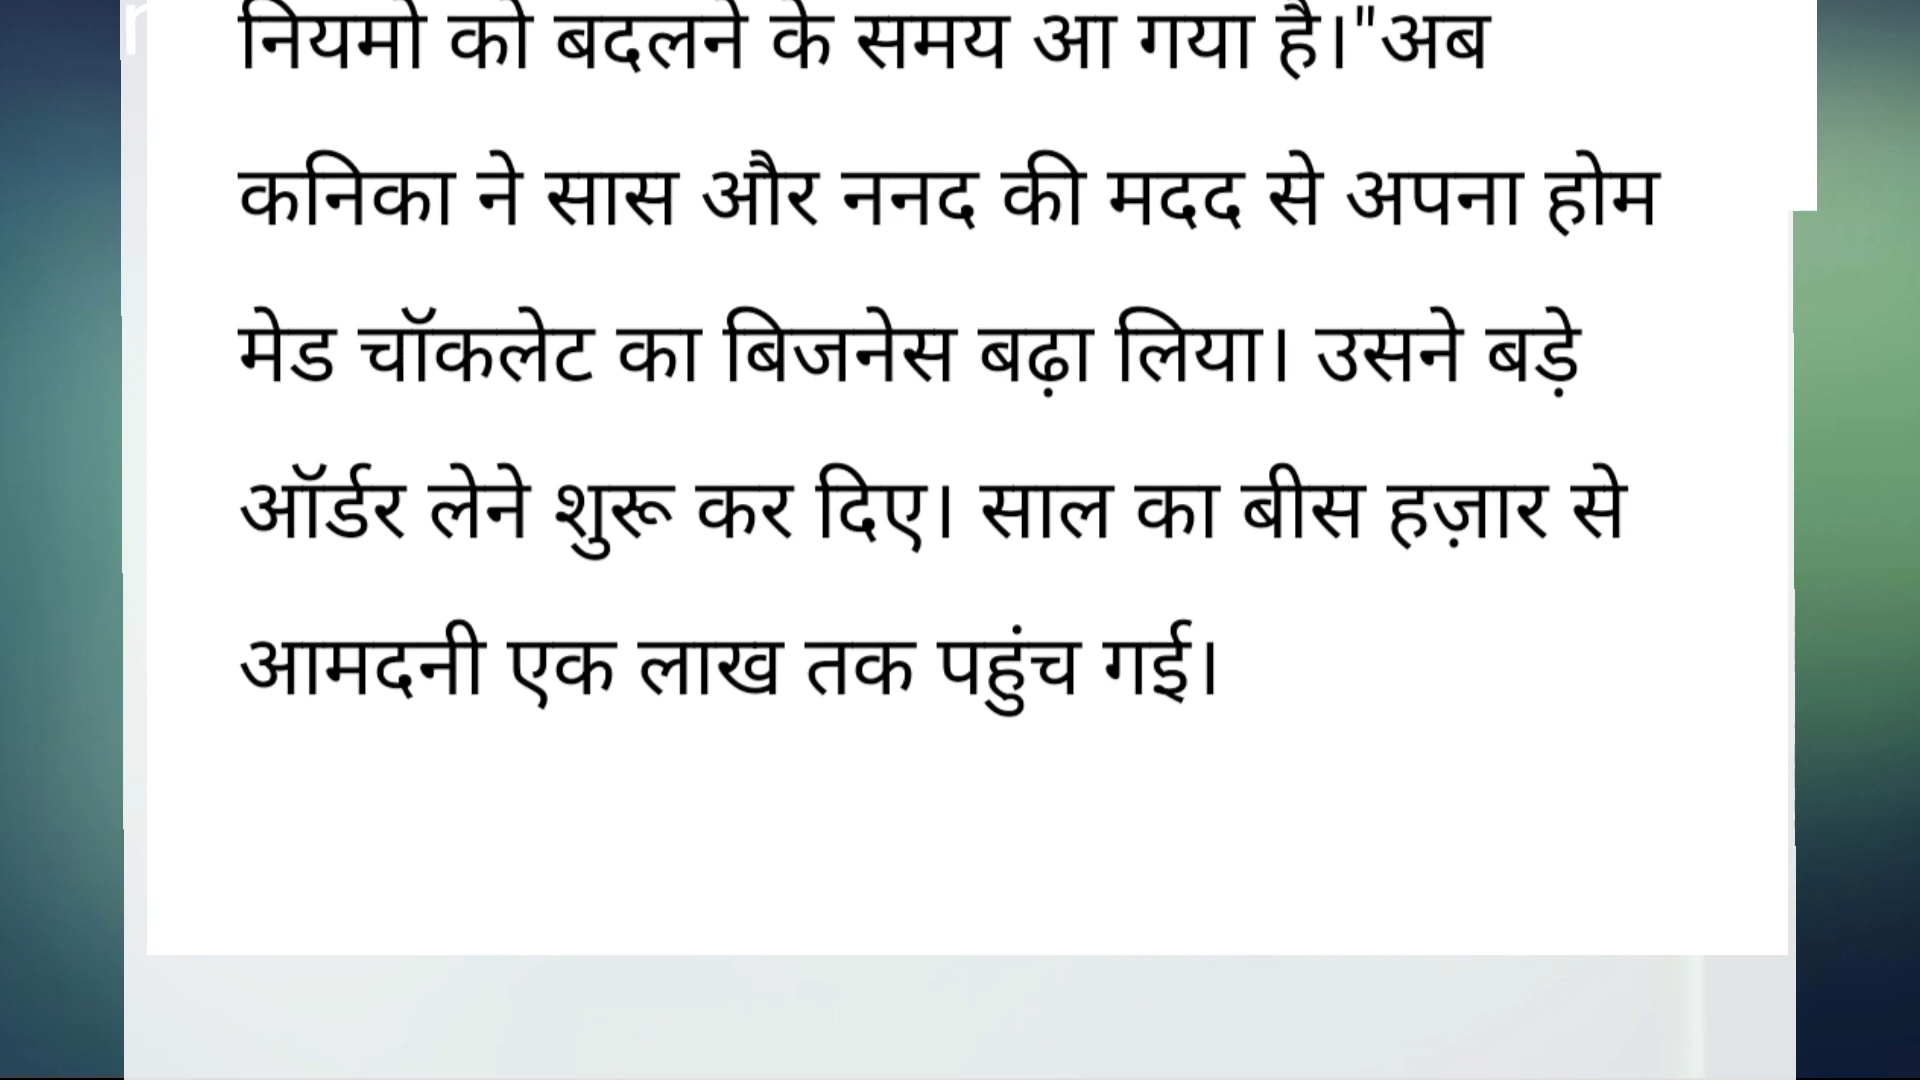 नियमो को बदलने के समय आ गया है।"अब
कनिका ने सास और ननद की मदद से अपना होम
मेड चॉकलेट का बिजनेस बढ़ा लिया। उसने बड़े
ऑर्डर लेने शुरू कर दिए। साल का बीस हज़ार से
आमदनी एक लाख तक पहुंच गई।